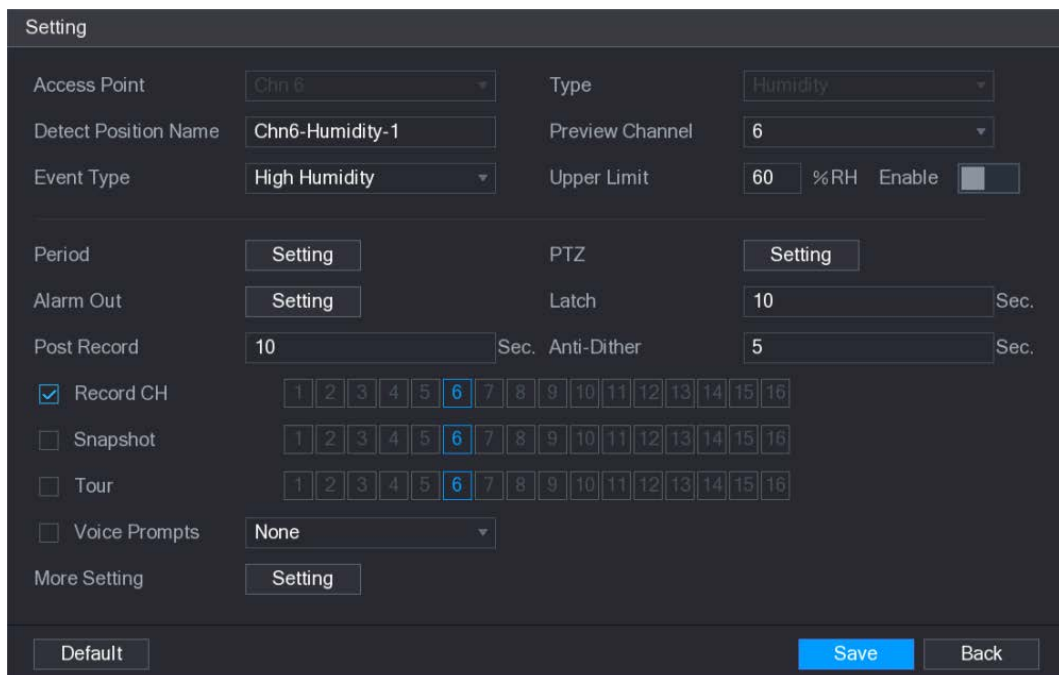 Setting
Access Point Chn 6 Type Humidity
Detect Position Name Chn6-Humidity-1 Preview Channel 6
Event Type High Humidity Upper Limit 60 %RH Enable
Period Setting PTZ Setting
Alarm Out Setting Latch 10 Sec.
Post Record 10 Sec. Anti-Dither 5 Sec.
Record CH 1 2 3 4 5 6 7 8 9 10 11 12 13 14 15 16
Snapshot 1 2 3 4 5 6 7 8 9 10 11 12 13 14 15 16
Tour 1 2 3 4 5 6 7 8 9 10 11 12 13 14 15 16
Voice Prompts None
More Setting Setting
Default Save Back